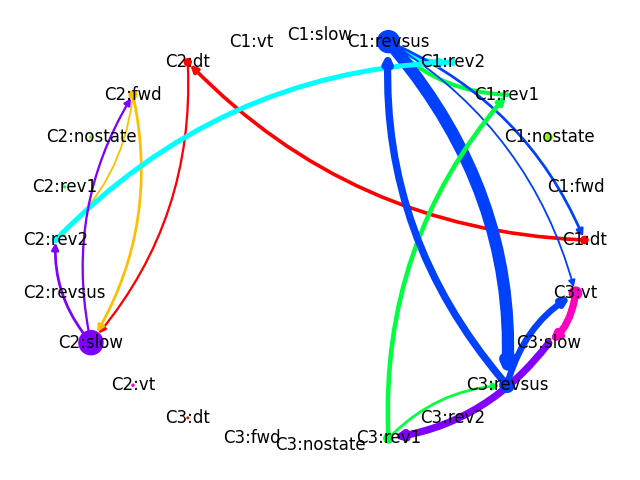 C1:slow
C1:vt
C1:revsus
C2:dt
C1:rev2
C2:fwd
C1:rev1
C2:nostate
C1:nostate
C2:rev1
C1:fwd
C2:rev2
C1:dt
C2:revsus
C3:vt
C2:slow
C3:slow
C2:vt
C3:revsus
C3:dt
C3:rev2
C3:fwd
C3:nostate
C3:rev1